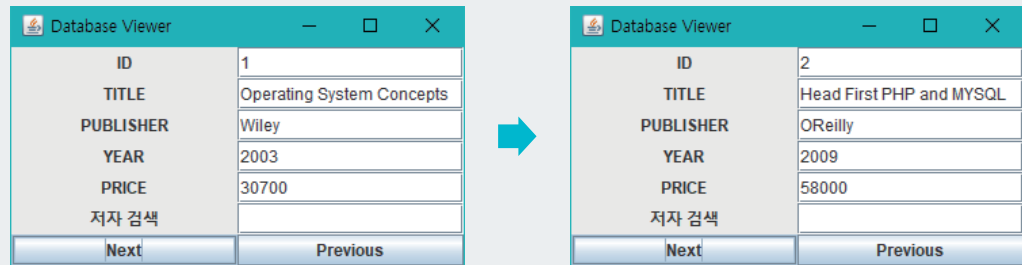 Database Viewer
ID 1
TITLE Operating System Concepts
PUBLISHER Wiley
YEAR 2003
PRICE 30700
저자 검색
Next Previous
Database Viewer
ID 2
TITLE Head First PHP and MYSQL
PUBLISHER OReilly
YEAR 2009
PRICE 58000
저자 검색
Next Previous